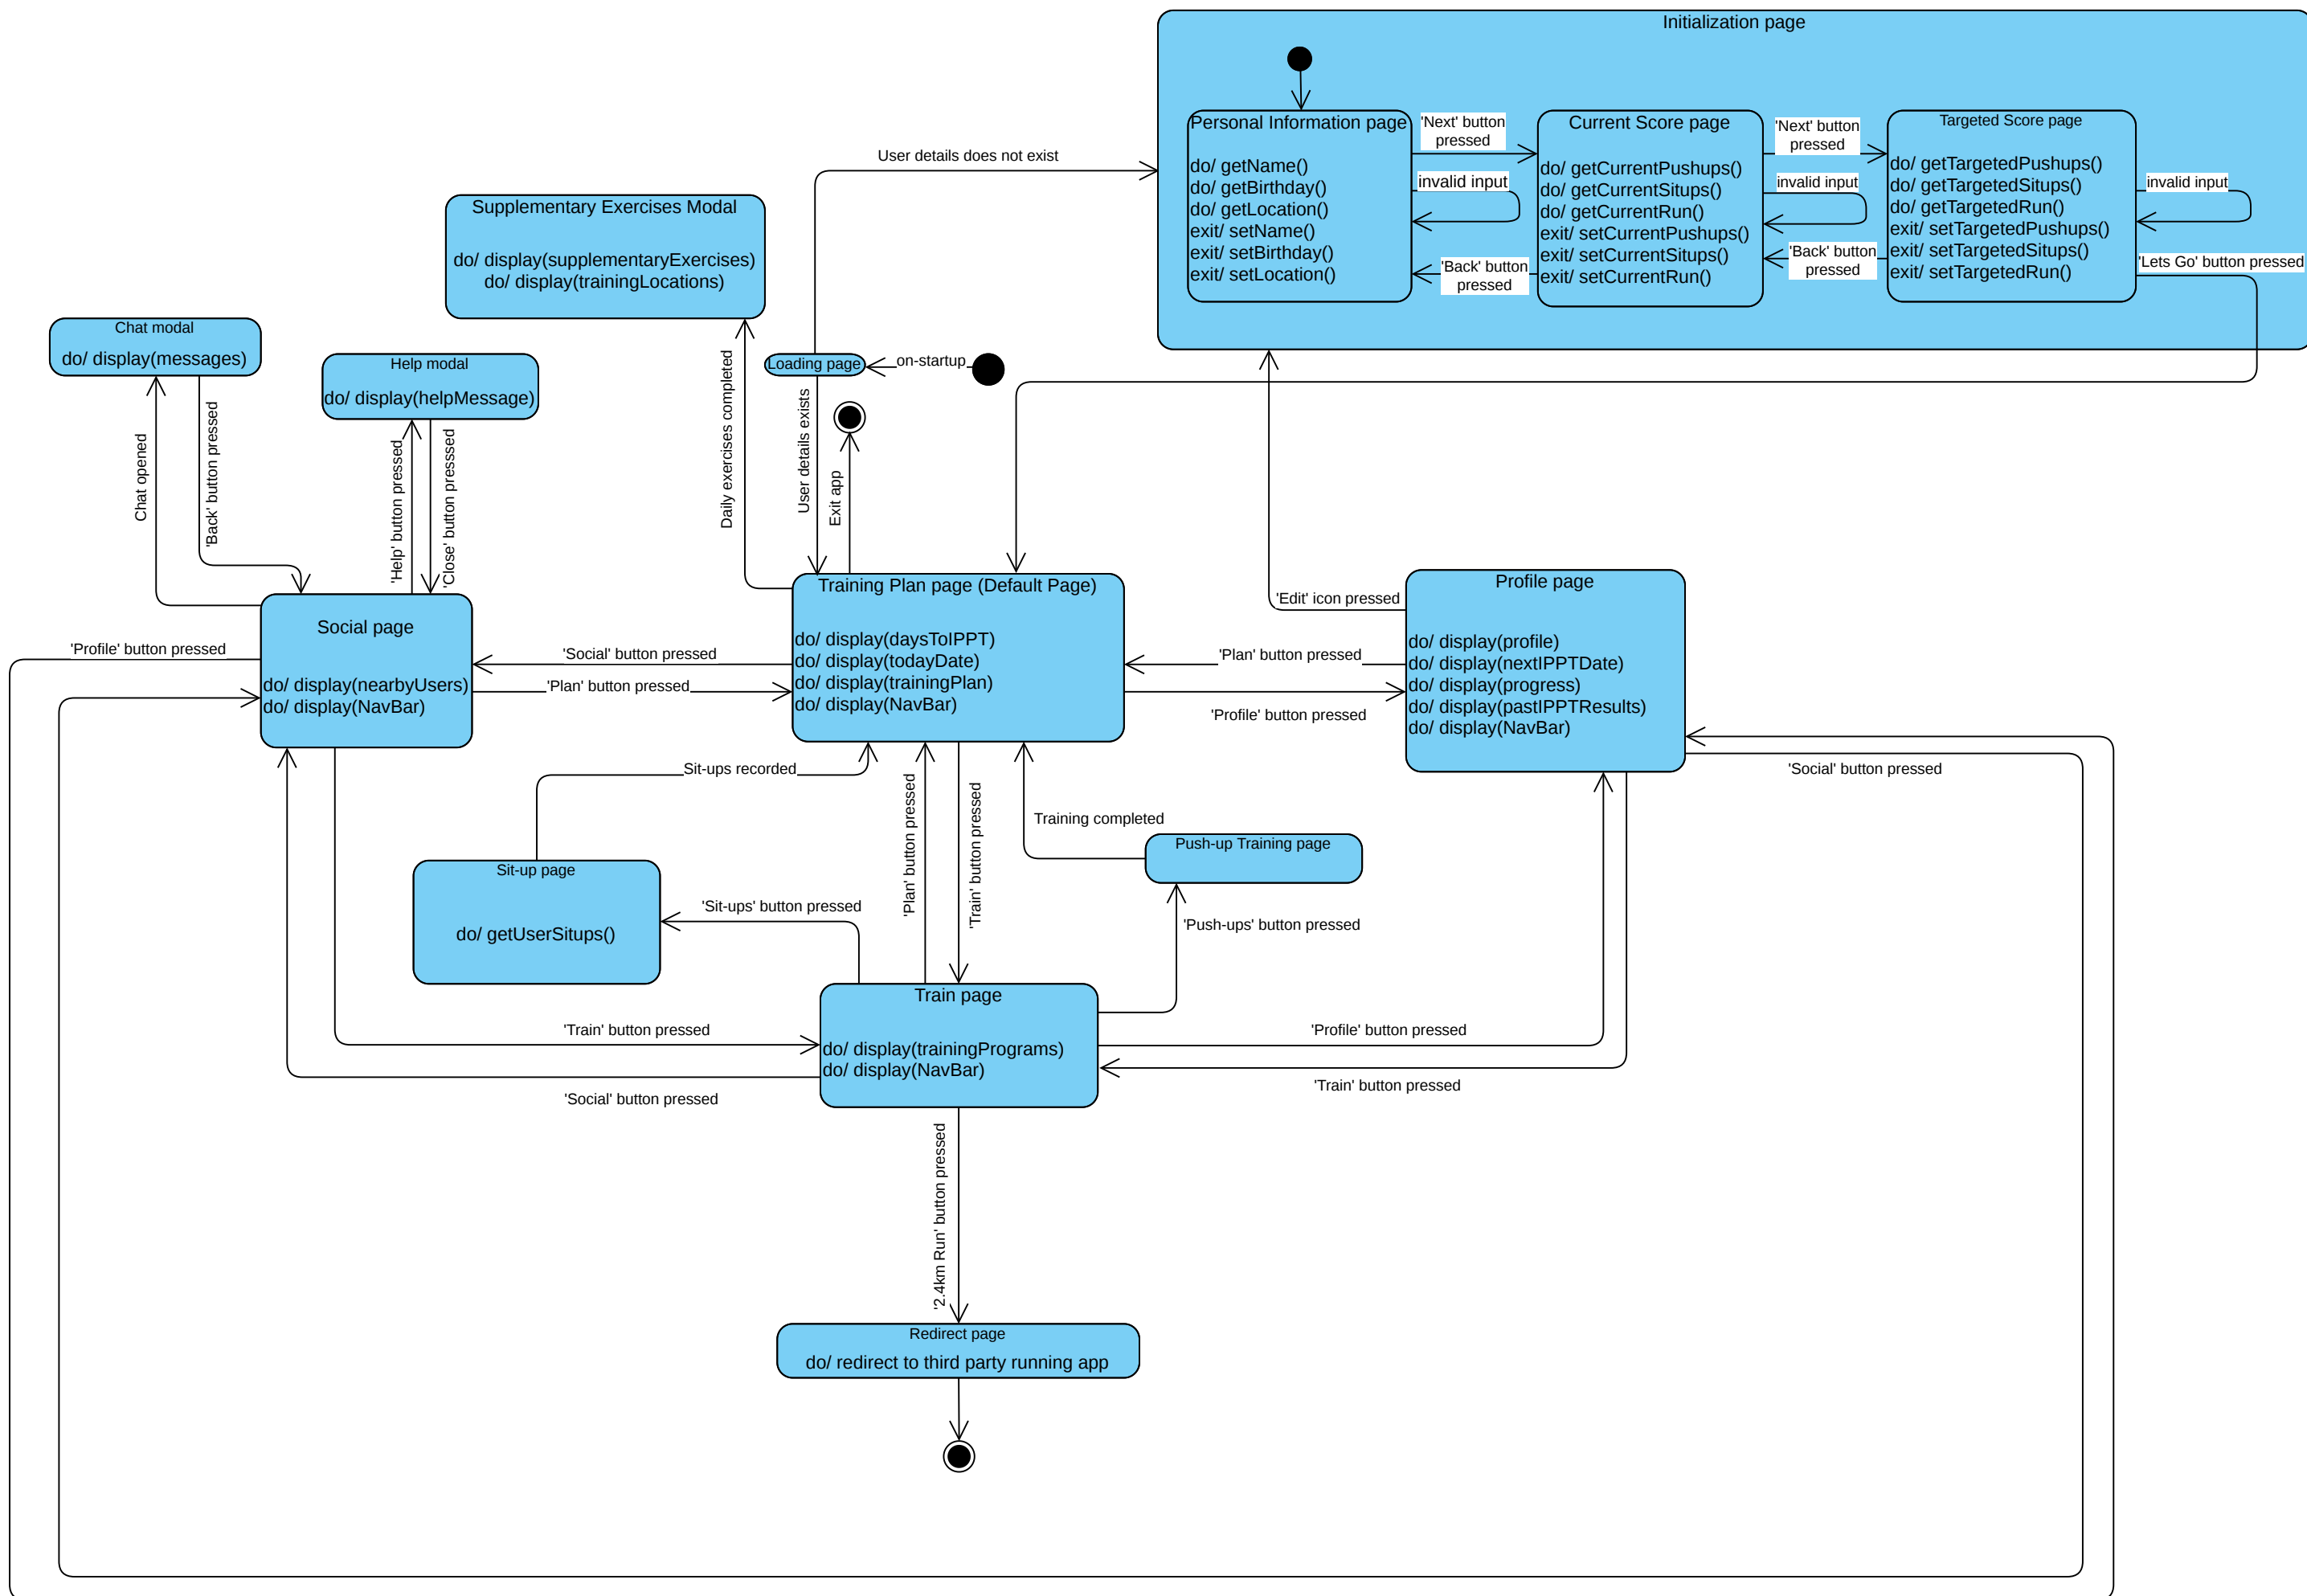 Initialization page
Personal Information page
do/ getName()
do/ getBirthday()
do/ getLocation()
exit/ setName()
exit/ setBirthday()
exit/ setLocation()
'Next' button
pressed
invalid input
'Back' button
pressed
Current Score page
do/ getCurrentPushups()
do/ getCurrentSitups()
do/ getCurrentRun()
exit/ setCurrentPushups()
exit/ setCurrentSitups()
exit/ setCurrentRun()
'Next' button
pressed
invalid input
'Back' button
pressed
Targeted Score page
do/ getTargetedPushups()
do/ getTargetedSitups()
do/ getTargetedRun()
exit/ setTargetedPushups()
exit/ setTargetedSitups()
exit/ setTargetedRun()
invalid input
'Lets Go' button pressed
User details does not exist
Supplementary Exercises Modal
do/ display(supplementaryExercises)
do/ display(trainingLocations)
Chat modal
do/ display(messages)
Help modal
do/ display(helpMessage)
Loading page
on-startup
Chat opened
'Back' button pressed
'Help' button pressed
'Close' button presssed
Daily exercises completed
User details exists
Exit app
Social page
do/ display(nearbyUsers)
do/ display(NavBar)
'Profile' button pressed
'Social' button pressed
'Plan' button pressed
Training Plan page (Default Page)
do/ display(daysToIPPT)
do/ display(todayDate)
do/ display(trainingPlan)
do/ display(NavBar)
'Edit' icon pressed
'Plan' button pressed
'Profile' button pressed
Profile page
do/ display(profile)
do/ display(nextIPPTDate)
do/ display(progress)
do/ display(pastIPPTResults)
do/ display(NavBar)
'Social' button pressed
Sit-ups recorded
'Plan' button pressed
'Train' button pressed
Training completed
Push-up Training page
Sit-up page
do/ getUserSitups()
'Sit-ups' button pressed
'Push-ups' button pressed
Train page
do/ display(trainingPrograms)
do/ display(NavBar)
'Train' button pressed
'Social' button pressed
'Profile' button pressed
'Train' button pressed
'2.4km Run' button pressed
Redirect page
do/ redirect to third party running app